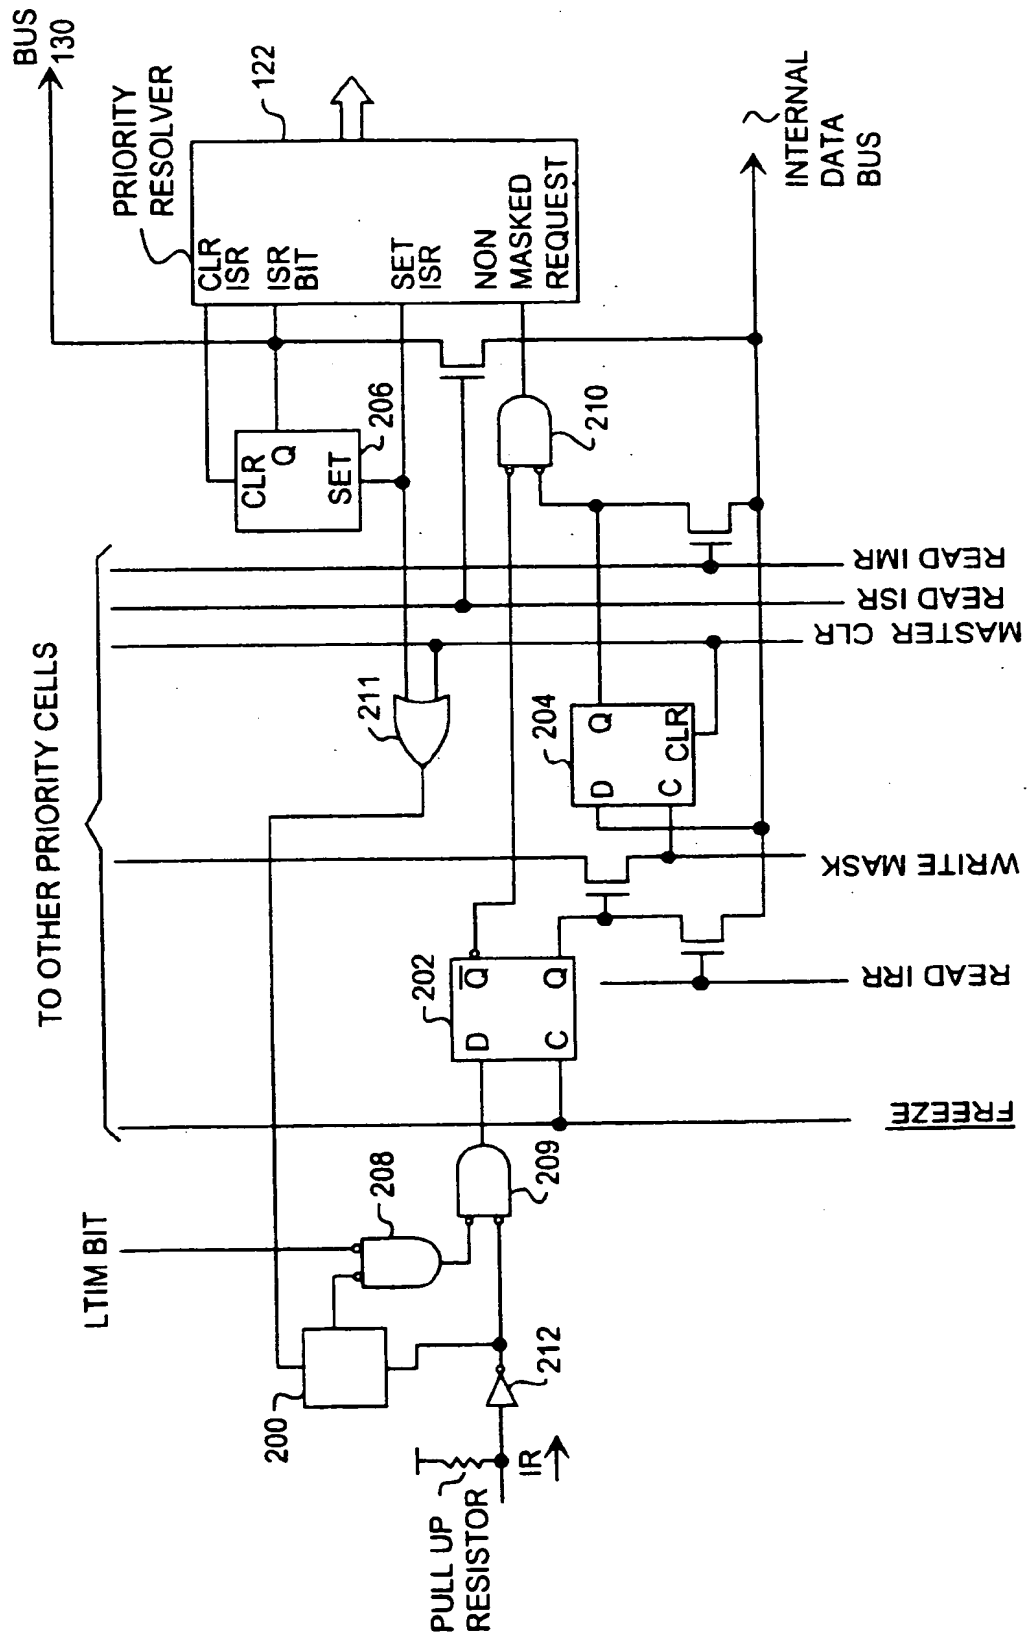 BUS
130
PRIORITY
RESOLVER
122
CLR
ISR
ISR
BIT
SET
ISR
NON
MASKED
REQUEST
CLR
Q
SET
206
210
INTERNAL
DATA
BUS
TO OTHER PRIORITY CELLS
211
204
D
Q
C
CLR
202
D
Q
C
Q
LTIM BIT
208
209
200
212
PULL UP
RESISTOR
IR
FREEZE
READ IRR
WRITE MASK
MASTER CLR
READ ISR
READ IMR